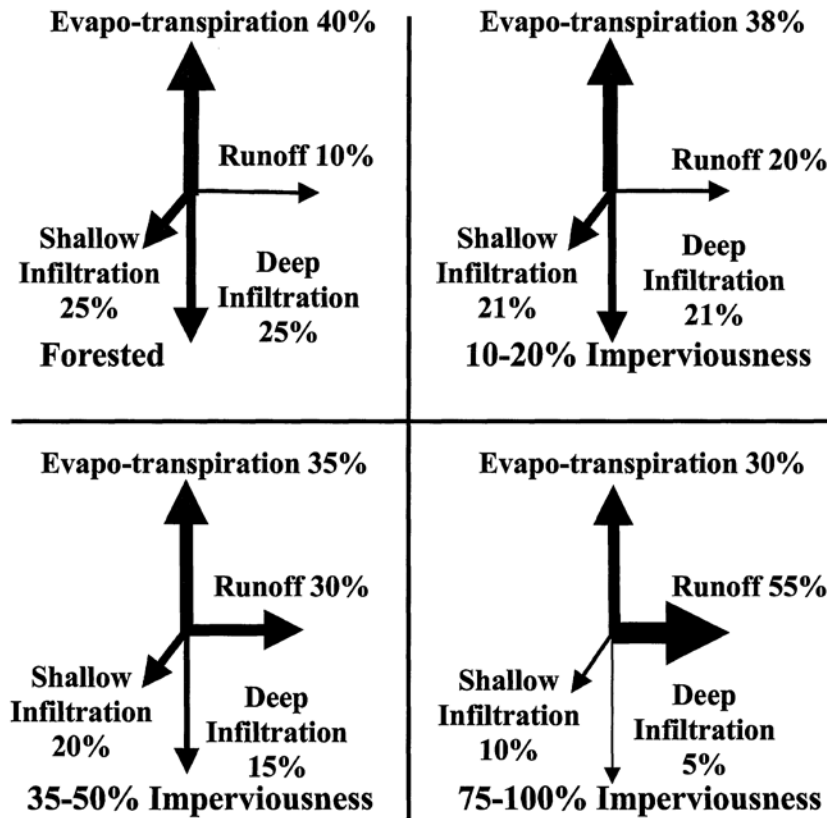 Evapo-transpiration 40%
Runoff 10%
Shallow
Infiltration
25%
Deep
Infiltration
25%
Forested
Evapo-transpiration 38%
Runoff 20%
Shallow
Infiltration
21%
Deep
Infiltration
21%
10-20% Imperviousness
Evapo-transpiration 35%
Runoff 30%
Shallow
Infiltration
20%
Deep
Infiltration
15%
35-50% Imperviousness
Evapo-transpiration 30%
Runoff 55%
Shallow
Infiltration
10%
Deep
Infiltration
5%
75-100% Imperviousness